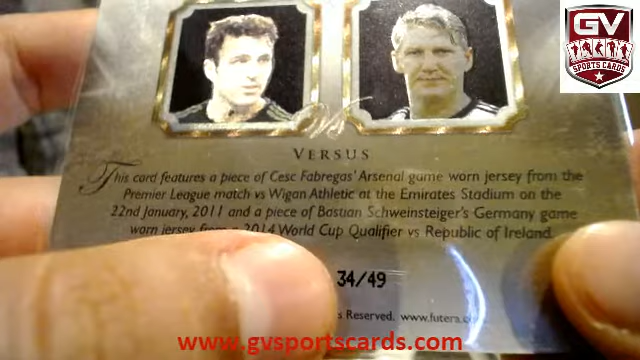 GV
SPORTS CARDS
VS
VERSUS
This card features a piece of Cesc Fabregas' Arsenal game worn jersey from the
Premier League match vs Wigan Athletic at the Emirates Stadium on the
22nd January, 2011 and a piece of Bastian Schweinsteiger's Germany game
worn jersey from a 2014 World Cup Qualifier vs Republic of Ireland.
34/49
s Reserved. www.futera.c
www.gvsportscards.com